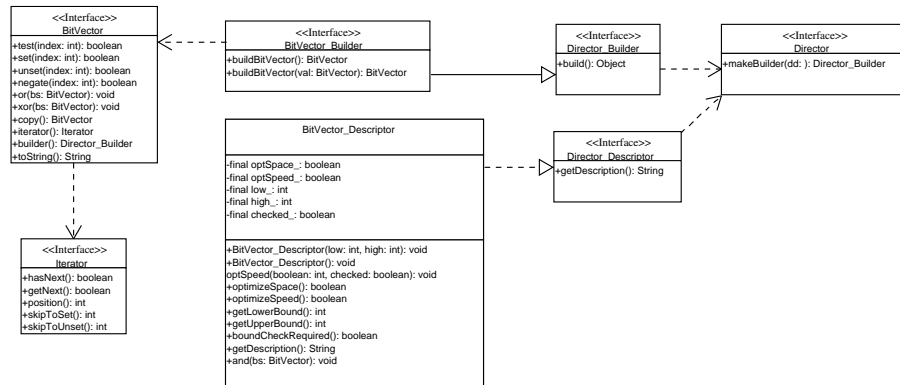 <<Interface>>
BitVector
+test(index: int): boolean
+set(index: int): boolean
+unset(index: int): boolean
+negate(index: int): boolean
+or(bs: BitVector): void
+xor(bs: BitVector): void
+copy(): BitVector
+iterator(): Iterator
+builder(): Director_Builder
+toString(): String
<<Interface>>
BitVector_Builder
+buildBitVector(): BitVector
+buildBitVector(val: BitVector): BitVector
<<Interface>>
Director_Builder
+build(): Object
<<Interface>>
Director
+makeBuilder(dd: ): Director_Builder
BitVector_Descriptor
-final optSpace_: boolean
-final optSpeed_: boolean
-final low_: int
-final high_: int
-final checked_: boolean
+BitVector_Descriptor(low: int, high: int): void
+BitVector_Descriptor(): void
optSpeed(boolean: int, checked: boolean): void
+optimizeSpace(): boolean
+optimizeSpeed(): boolean
+getLowerBound(): int
+getUpperBound(): int
+boundCheckRequired(): boolean
+getDescription(): String
+and(bs: BitVector): void
<<Interface>>
Director_Descriptor
+getDescription(): String
<<Interface>>
Iterator
+hasNext(): boolean
+getNext(): boolean
+position(): int
+skipToSet(): int
+skipToUnset(): int